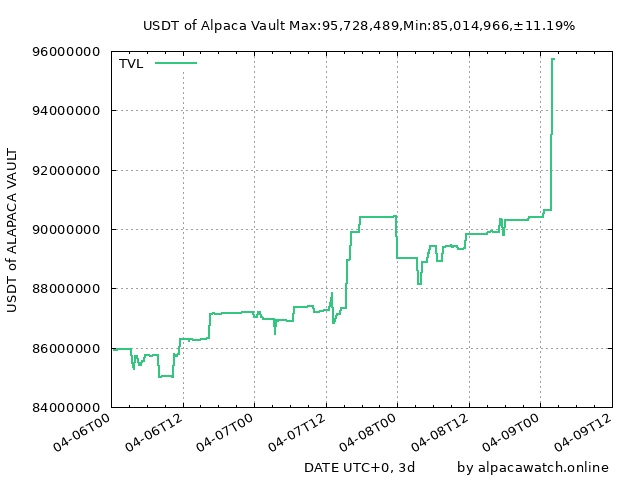 USDT of Alpaca Vault Max:95,728,489,Min:85,014,966,±11.19%
TVL
96000000
94000000
92000000
90000000
88000000
86000000
84000000
USDT of ALAPACA VAULT
04-06T00
04-06T12
04-07T00
04-07T12
04-08T00
04-08T12
04-09T00
04-09T12
DATE UTC+0, 3d
by alpacawatch.online